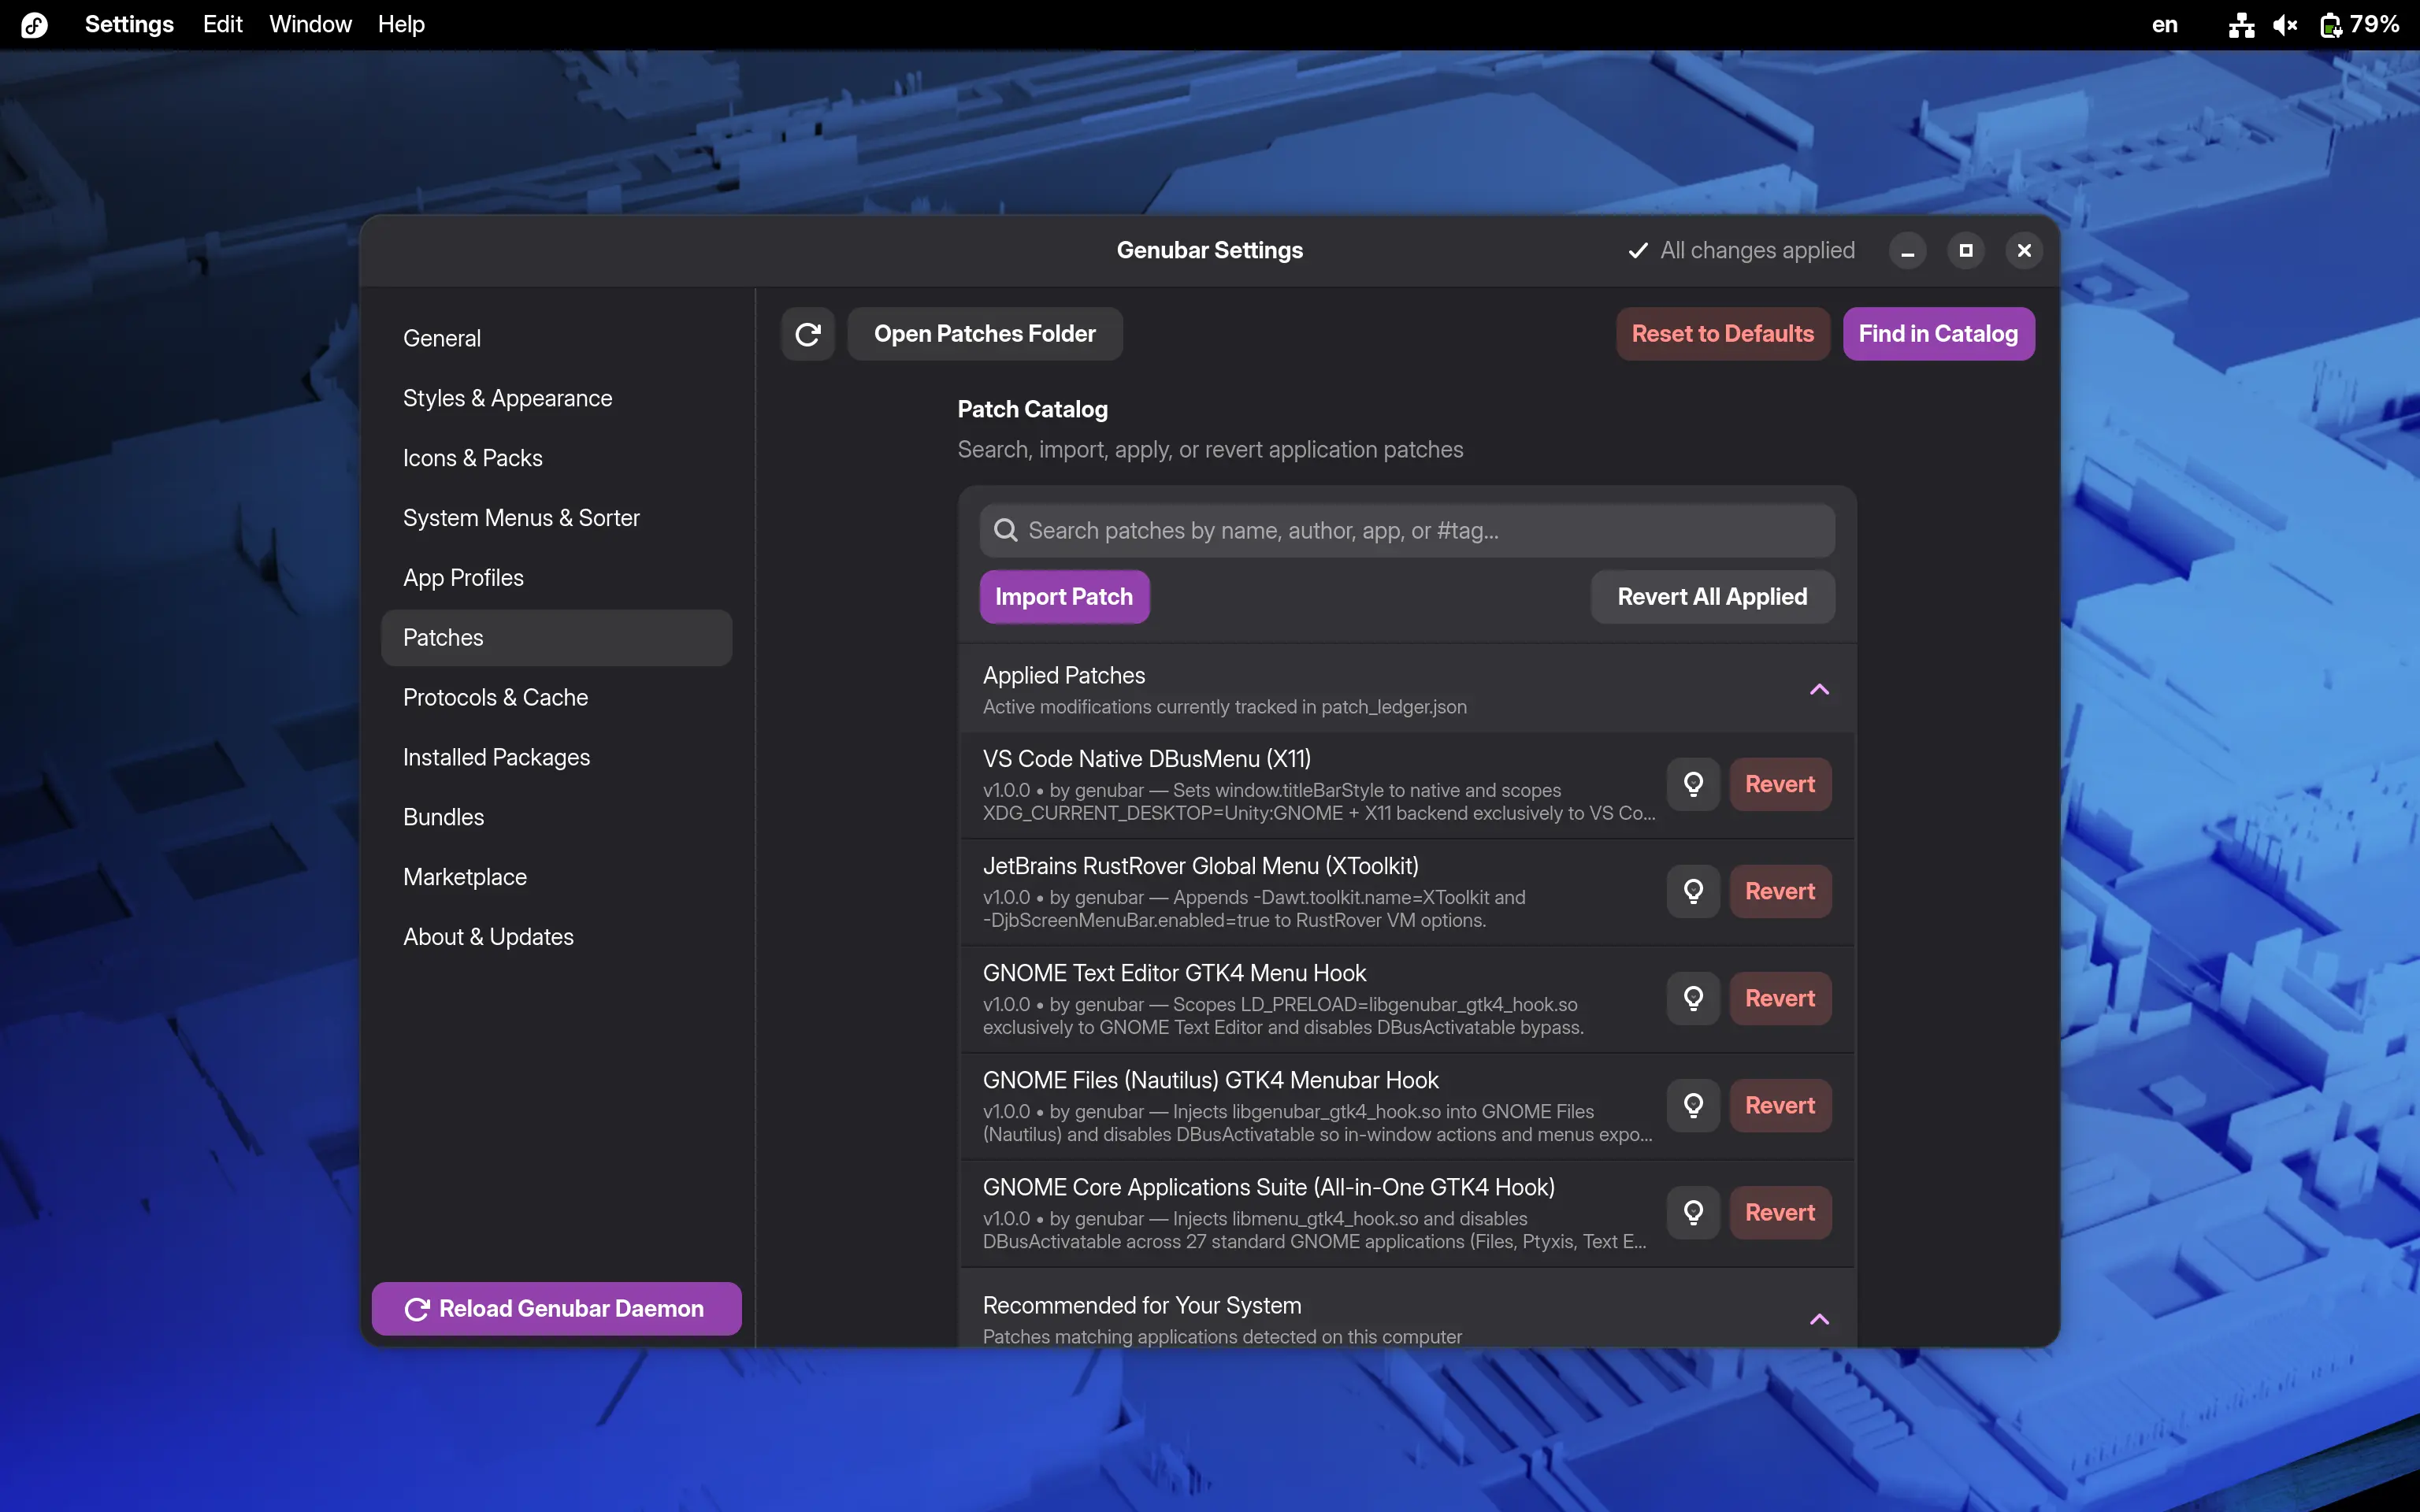 Settings Edit Window Help
en 79%
Genubar Settings
All changes applied
General
Styles & Appearance
Icons & Packs
System Menus & Sorter
App Profiles
Patches
Protocols & Cache
Installed Packages
Bundles
Marketplace
About & Updates
Reload Genubar Daemon
Open Patches Folder
Reset to Defaults
Find in Catalog
Patch Catalog
Search, import, apply, or revert application patches
Search patches by name, author, app, or #tag...
Import Patch
Revert All Applied
Applied Patches
Active modifications currently tracked in patch_ledger.json
VS Code Native DBusMenu (X11)
v1.0.0 • by genubar — Sets window.titleBarStyle to native and scopes
XDG_CURRENT_DESKTOP=Unity:GNOME + X11 backend exclusively to VS Co...
Revert
JetBrains RustRover Global Menu (XToolkit)
v1.0.0 • by genubar — Appends -Dawt.toolkit.name=XToolkit and
-DjbScreenMenuBar.enabled=true to RustRover VM options.
Revert
GNOME Text Editor GTK4 Menu Hook
v1.0.0 • by genubar — Scopes LD_PRELOAD=libgenubar_gtk4_hook.so
exclusively to GNOME Text Editor and disables DBusActivatable bypass.
Revert
GNOME Files (Nautilus) GTK4 Menubar Hook
v1.0.0 • by genubar — Injects libgenubar_gtk4_hook.so into GNOME Files
(Nautilus) and disables DBusActivatable so in-window actions and menus expo...
Revert
GNOME Core Applications Suite (All-in-One GTK4 Hook)
v1.0.0 • by genubar — Injects libmenu_gtk4_hook.so and disables
DBusActivatable across 27 standard GNOME applications (Files, Ptyxis, Text E...
Revert
Recommended for Your System
Patches matching applications detected on this computer